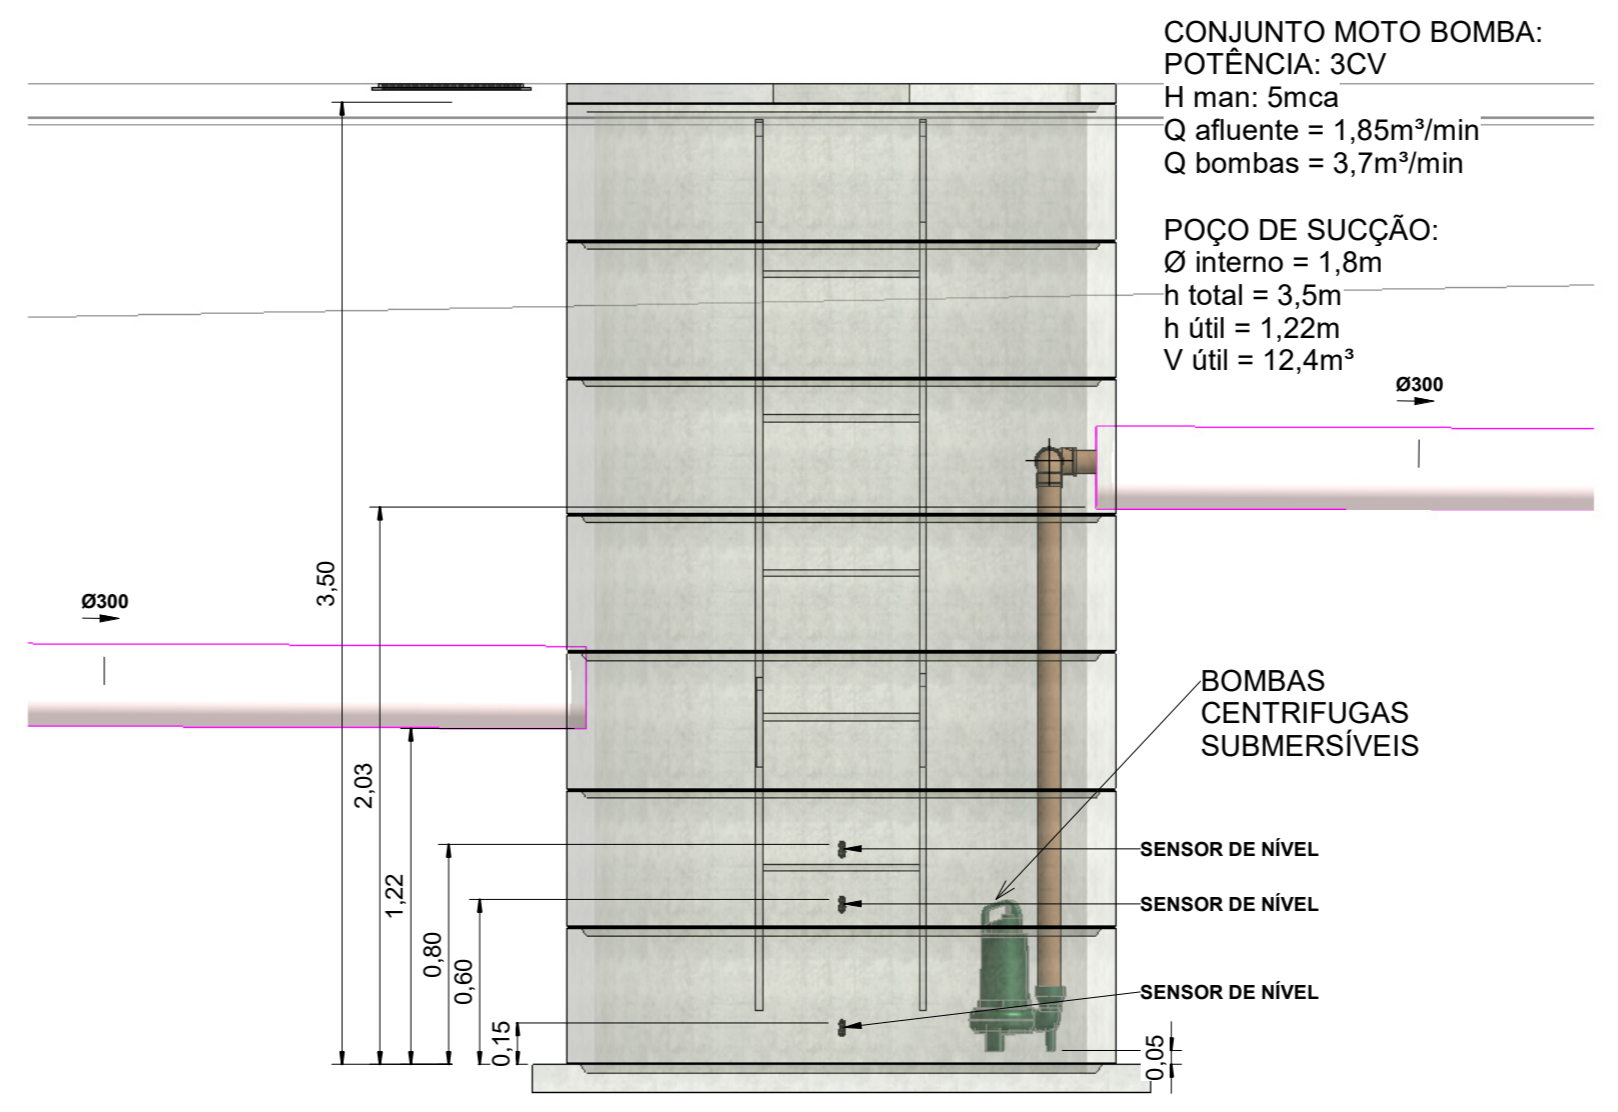 CONJUNTO MOTO BOMBA:
POTÊNCIA: 3CV
H man: 5mca
Q afluente = 1,85m³/min
Q bombas = 3,7m³/min
POÇO DE SUCÇÃO:
Ø interno = 1,8m
h total = 3,5m
h útil = 1,22m
V útil = 12,4m³
Ø300
3,50
Ø300
2,03
1,22
BOMBAS
CENTRIFUGAS
SUBMERSÍVEIS
0,80
0,60
0,15
SENSOR DE NÍVEL
SENSOR DE NÍVEL
SENSOR DE NÍVEL
0,05